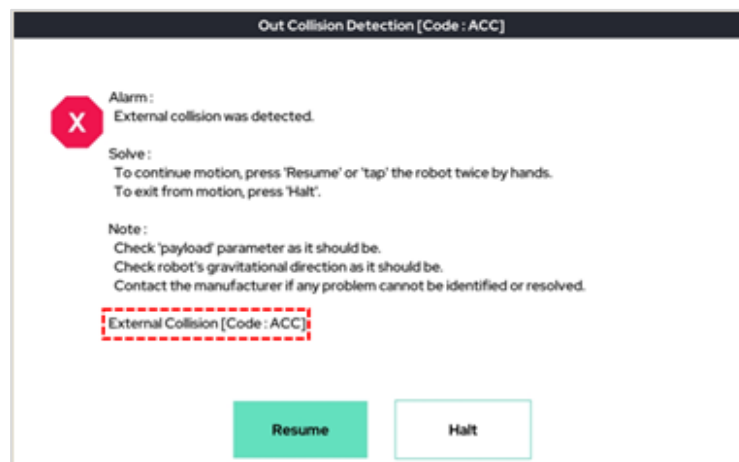 Out Collision Detection [Code : ACC]
X
Alarm :
External collision was detected.
Solve :
To continue motion, press 'Resume' or 'tap' the robot twice by hands.
To exit from motion, press 'Halt'.
Note :
Check 'payload' parameter as it should be.
Check robot's gravitational direction as it should be.
Contact the manufacturer if any problem cannot be identified or resolved.
External Collision [Code : ACC]
Resume
Halt